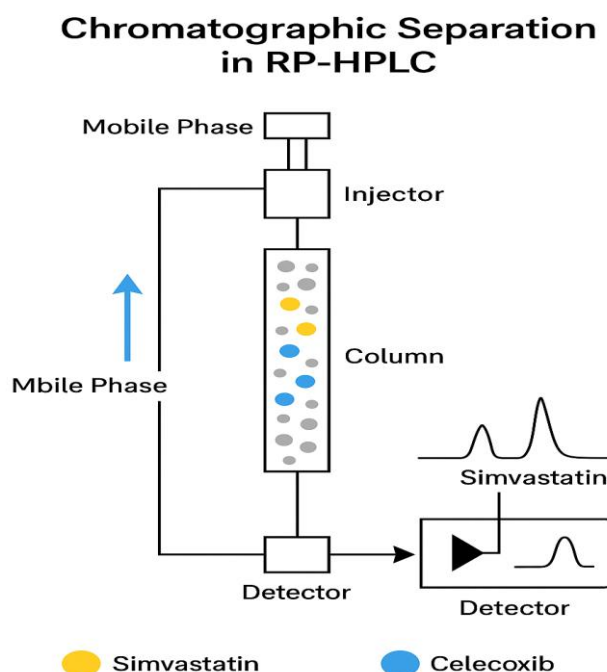 Chromatographic Separation
in RP-HPLC
Mobile Phase
Injector
Column
Mbile Phase
Simvastatin
Detector
Detector
Simvastatin
Celecoxib